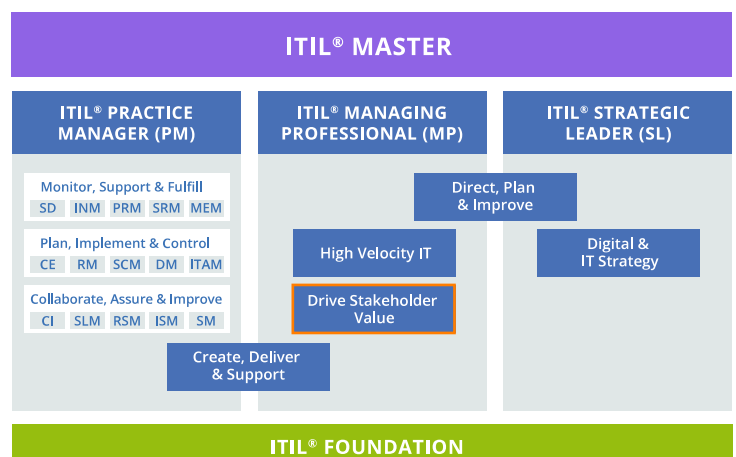 ITIL® MASTER
ITIL® PRACTICE
MANAGER (PM)
ITIL® MANAGING
PROFESSIONAL (MP)
ITIL® STRATEGIC
LEADER (SL)
Monitor, Support & Fulfill
SD INM PRM SRM MEM
Plan, Implement & Control
CE RM SCM DM ITAM
Collaborate, Assure & Improve
CI SLM RSM ISM SM
Direct, Plan
& Improve
High Velocity IT
Digital &
IT Strategy
Drive Stakeholder
Value
Create, Deliver
& Support
ITIL® FOUNDATION